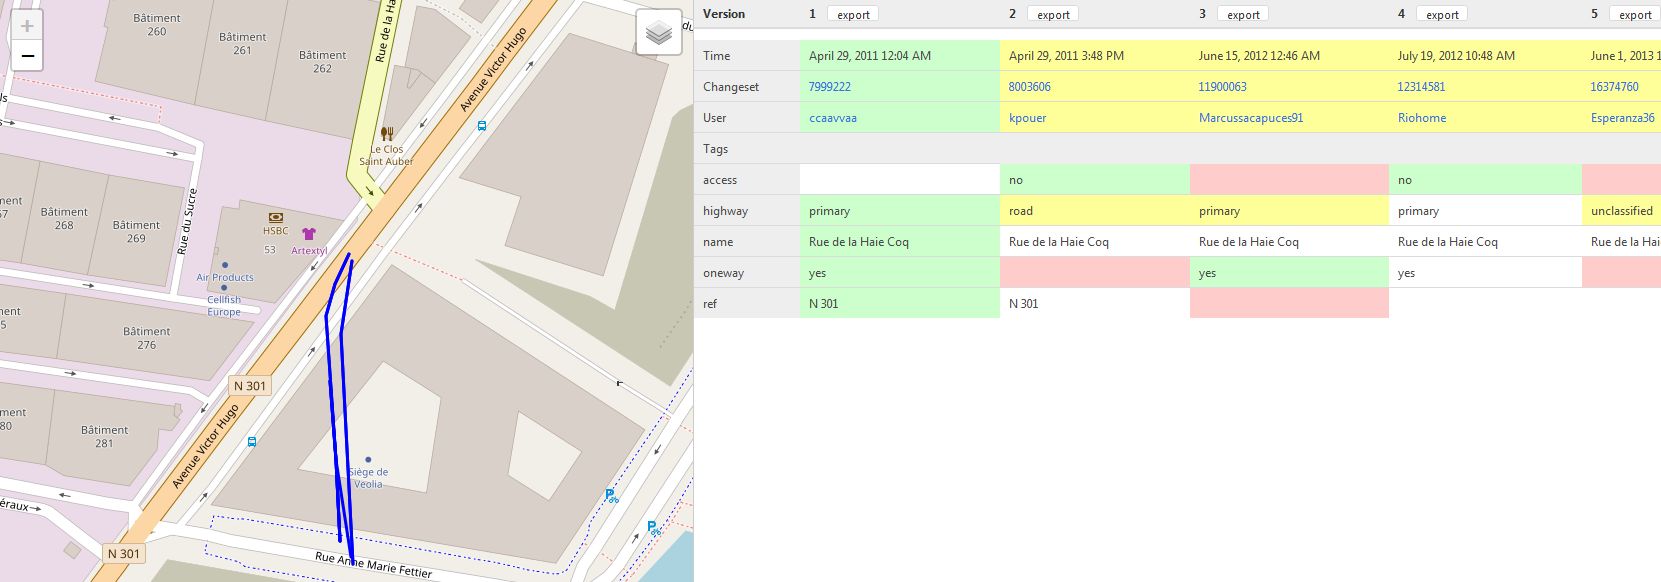 Bâtiment
260
Bâtiment
261
Bâtiment
262
Rue de la Ha
Avenue Victor Hugo
Le Clos
Saint Auber
Bâtiment
268
Bâtiment
269
Rue du Sucre
HSBC
53
Artextyl
Air Products
Cellfish
Europe
Bâtiment
276
N 301
Bâtiment
281
Avenue Victor Hugo
Siège de
Veolia
éraux
N 301
Rue Anne Marie Fettier
Version 1 export 2 export 3 export 4 export 5 export
Time April 29, 2011 12:04 AM April 29, 2011 3:48 PM June 15, 2012 12:46 AM July 19, 2012 10:48 AM June 1, 2013 1
Changeset 7999222 8003606 11900063 12314581 16374760
User ccaavvaa kpouer Marcussacapuces91 Riohome Esperanza36
Tags
access no no
highway primary road primary primary unclassified
name Rue de la Haie Coq Rue de la Haie Coq Rue de la Haie Coq Rue de la Haie Coq Rue de la Hai
oneway yes yes yes
ref N 301 N 301